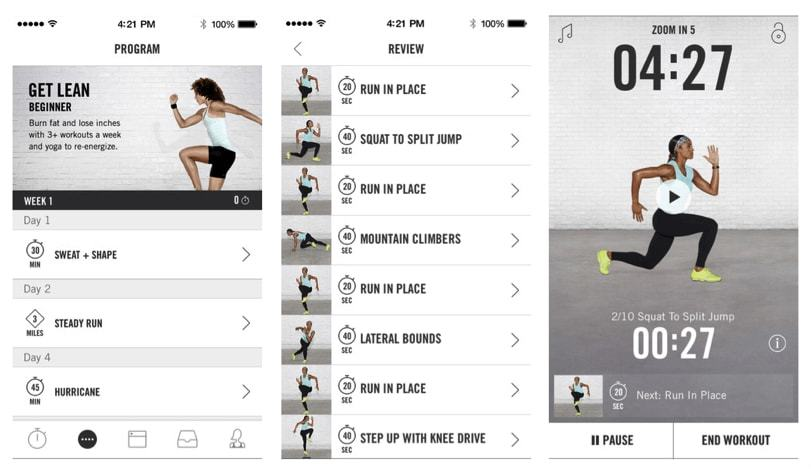 4:21 PM
100%
PROGRAM
GET LEAN
BEGINNER
Burn fat and lose inches
with 3+ workouts a week
and yoga to re-energize.
WEEK 1
0
Day 1
30
MIN
SWEAT + SHAPE
Day 2
3
MILES
STEADY RUN
Day 4
45
MIN
HURRICANE
4:21 PM
100%
REVIEW
20
SEC
RUN IN PLACE
40
SEC
SQUAT TO SPLIT JUMP
20
SEC
RUN IN PLACE
40
SEC
MOUNTAIN CLIMBERS
20
SEC
RUN IN PLACE
40
SEC
LATERAL BOUNDS
20
SEC
RUN IN PLACE
40
SEC
STEP UP WITH KNEE DRIVE
ZOOM IN 5
04:27
2/10 Squat To Split Jump
00:27
20
SEC
Next: Run In Place
PAUSE
END WORKOUT